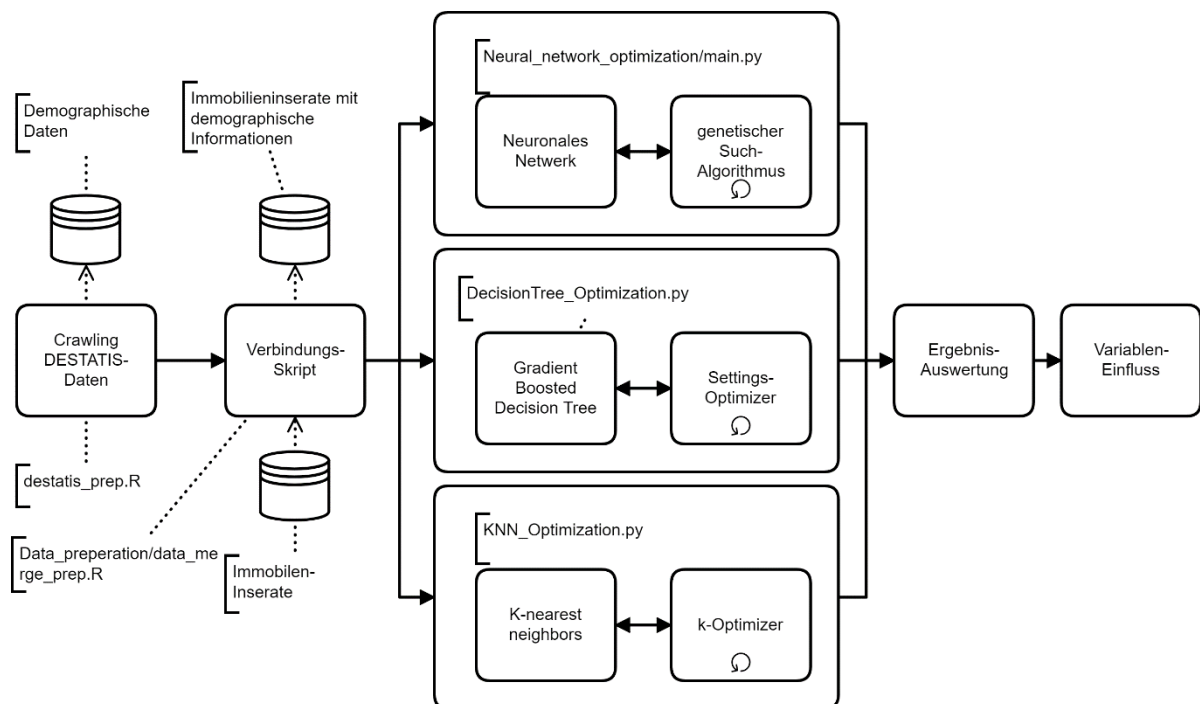 Demographische
Daten
Immobilieninserate mit
demographische
Informationen
Crawling
DESTATIS-
Daten
Verbindungs-
Skript
destatis_prep.R
Data_preperation/data_me
rge_prep.R
Immobilen-
Inserate
Neural_network_optimization/main.py
Neuronales
Netwerk
genetischer
Such-
Algorithmus
DecisionTree_Optimization.py
Gradient
Boosted
Decision Tree
Settings-
Optimizer
KNN_Optimization.py
K-nearest
neighbors
k-Optimizer
Ergebnis-
Auswertung
Variablen-
Einfluss